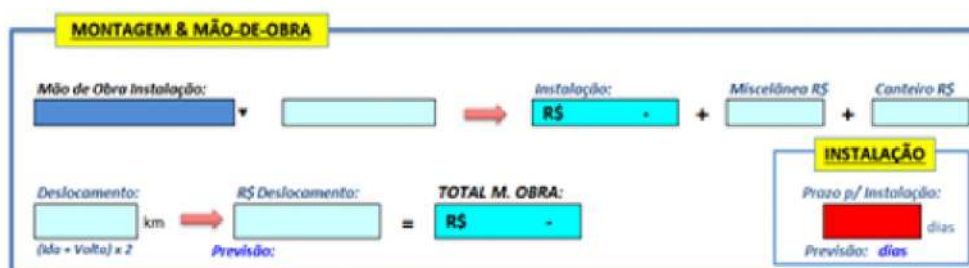 MONTAGEM & MÃO-DE-OBRA
Mão de Obra Instalação:
Instalação:
Miscelânea R$
Canteiro R$
R$ -
+
+
INSTALAÇÃO
Deslocamento:
R$ Deslocamento:
TOTAL M. OBRA:
Prazo p/ Instalação:
km
=
R$ -
dias
(Ida + Volta) x 2
Previsão:
Previsão: dias